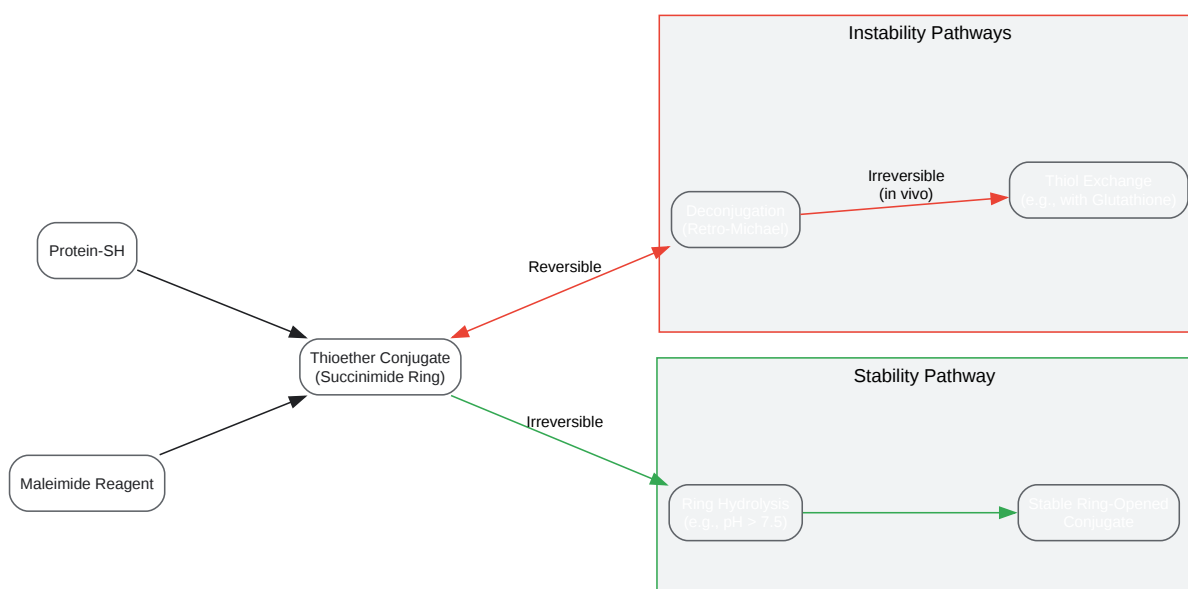 Instability Pathways
Irreversible
(in vivo)
Thiol Exchange
(e.g., with Glutathione)
Deconjugation
(Retro-Michael)
Protein-SH
Reversible
Thioether Conjugate
(Succinimide Ring)
Stability Pathway
Irreversible
Maleimide Reagent
Ring Hydrolysis
(e.g., pH > 7.5)
Stable Ring-Opened
Conjugate